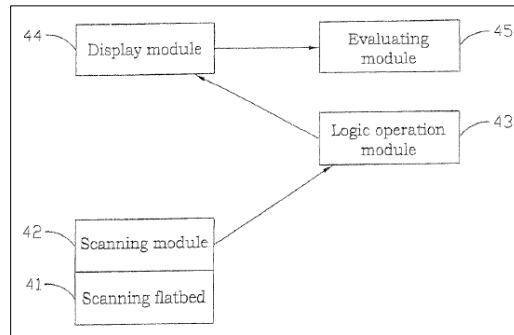 44
Display module
Evaluating
module
45
Logic operation
module
43
42
Scanning module
41
Scanning flatbed